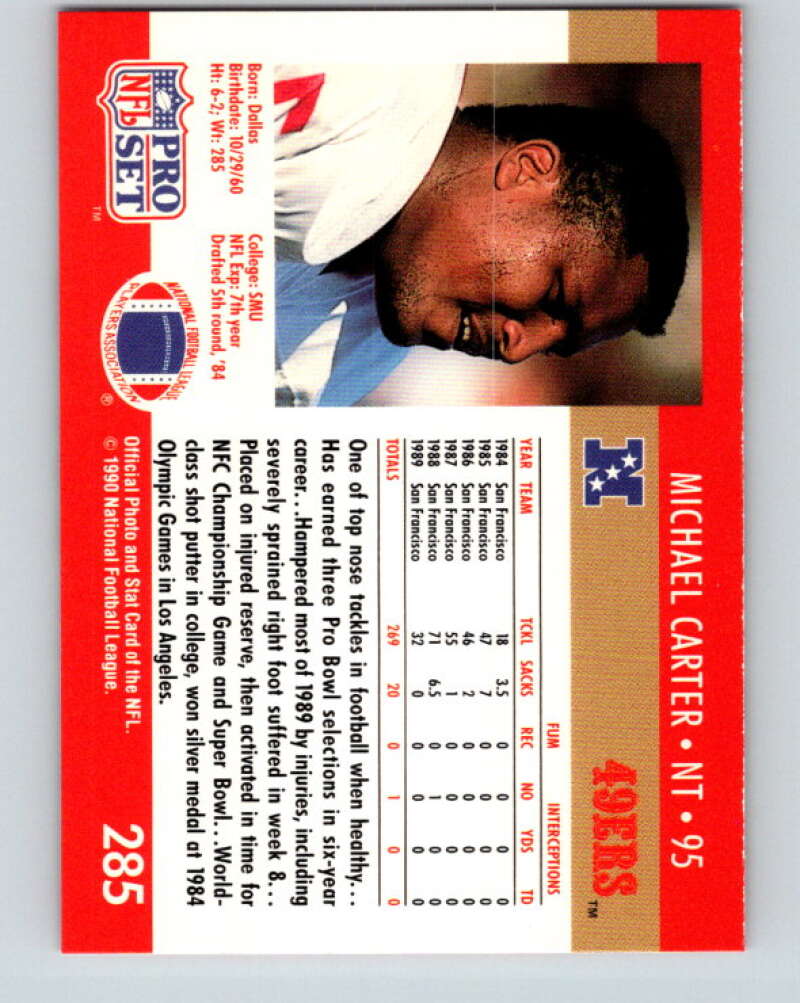 MICHAEL CARTER • NT • 95
49ERS™
N
Born: Dallas
Birthdate: 10/29/60
Ht: 6-2; Wt: 285
College: SMU
NFL Exp: 7th year
Drafted 5th round, '84
FUM INTERCEPTIONS
YEAR TEAM TCKL SACKS REC NO YDS TD
1984 San Francisco 18 3.5 0 0 0 0
1985 San Francisco 47 7 0 0 0 0
1986 San Francisco 46 2 0 0 0 0
1987 San Francisco 55 1 0 0 0 0
1988 San Francisco 71 6.5 0 1 0 0
1989 San Francisco 32 0 0 0 0 0
TOTALS 269 20 0 1 0 0
One of top nose tackles in football when healthy...
Has earned three Pro Bowl selections in six-year
career...Hampered most of 1989 by injuries, including
severely sprained right foot suffered in week 8...
Placed on injured reserve, then activated in time for
NFC Championship Game and Super Bowl...World-
class shot putter in college, won silver medal at 1984
Olympic Games in Los Angeles.
NFL PRO SET™
NATIONAL FOOTBALL LEAGUE
PLAYERS ASSOCIATION®
Official Photo and Stat Card of the NFL.
© 1990 National Football League.
285